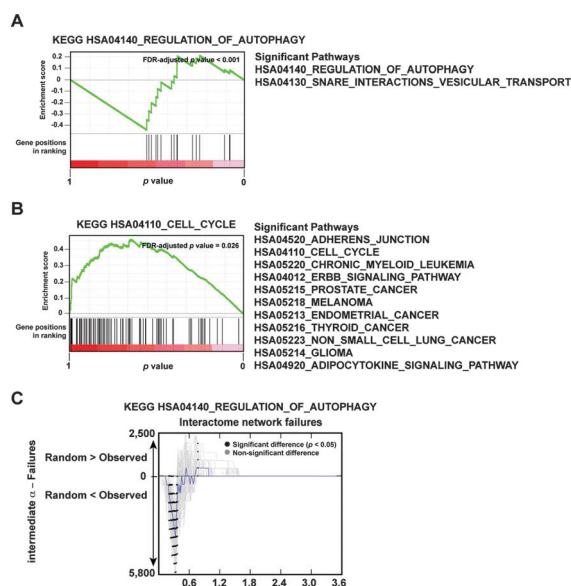 A
KEGG HSA04140_REGULATION_OF_AUTOPHAGY
FDR-adjusted p value < 0.001
Enrichment score
0.2
0.1
0
-0.1
-0.2
-0.3
-0.4
Gene positions
in ranking
1
p value
0
Significant Pathways
HSA04140_REGULATION_OF_AUTOPHAGY
HSA04130_SNARE_INTERACTIONS_VESICULAR_TRANSPORT
B
KEGG HSA04110_CELL_CYCLE
FDR-adjusted p value = 0.026
Enrichment score
0.4
0.2
0
Gene positions
in ranking
1
p value
0
Significant Pathways
HSA04520_ADHERENS_JUNCTION
HSA04110_CELL_CYCLE
HSA05220_CHRONIC_MYELOID_LEUKEMIA
HSA04012_ERBB_SIGNALING_PATHWAY
HSA05215_PROSTATE_CANCER
HSA05218_MELANOMA
HSA05213_ENDOMETRIAL_CANCER
HSA05216_THYROID_CANCER
HSA05223_NON_SMALL_CELL_LUNG_CANCER
HSA05214_GLIOMA
HSA04920_ADIPOCYTOKINE_SIGNALING_PATHWAY
C
KEGG HSA04140_REGULATION_OF_AUTOPHAGY
Interactome network failures
intermediate α – Failures
2,500
Random > Observed
0
Random < Observed
5,800
Significant difference (p < 0.05)
Non-significant difference
0.6 1.2 1.8 2.4 3.0 3.6